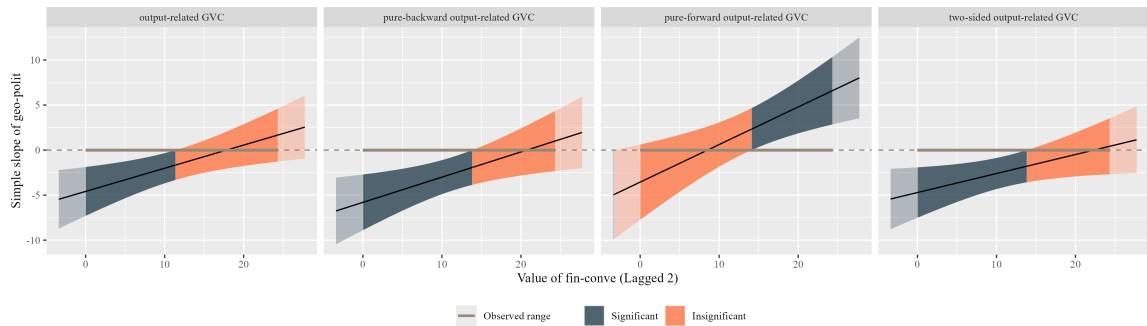 output-related GVC
pure-backward output-related GVC
pure-forward output-related GVC
two-sided output-related GVC
Simple slope of geo-polit
10
5
0
-5
-10
0 10 20
0 10 20
0 10 20
0 10 20
Value of fin-conve (Lagged 2)
Observed range
Significant
Insignificant